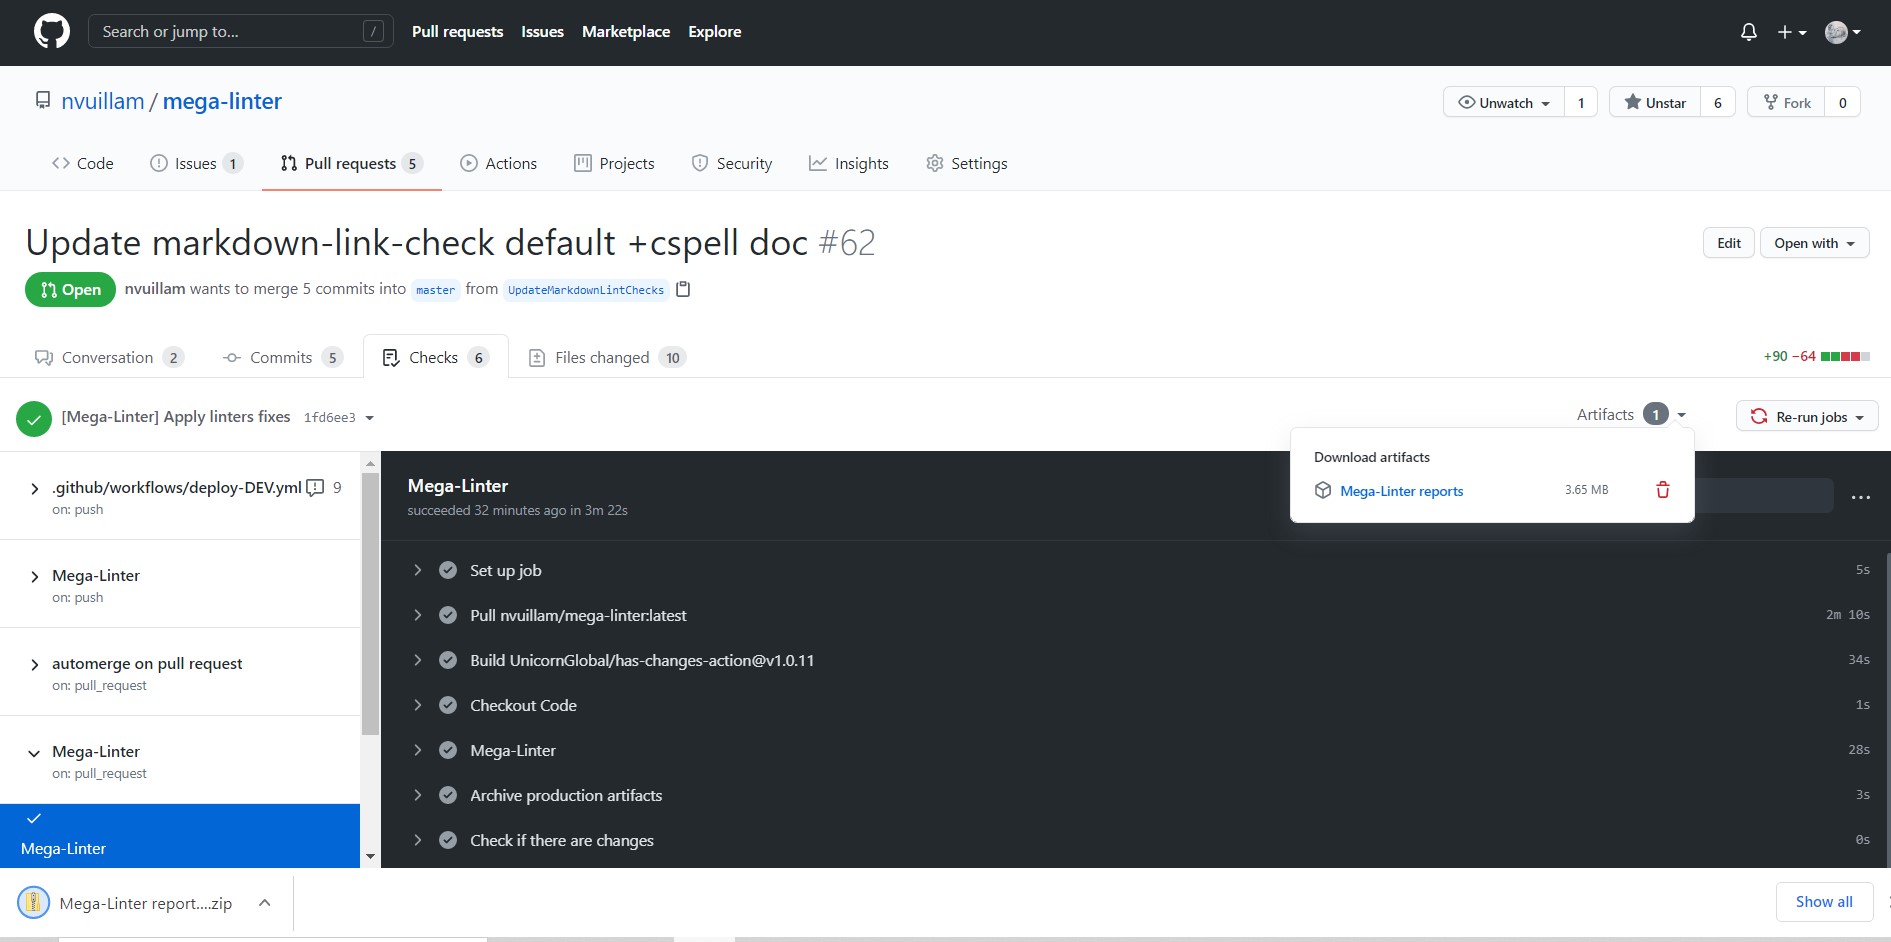 Search or jump to... /
Pull requests Issues Marketplace Explore
nvuillam / mega-linter
Unwatch 1 Unstar 6 Fork 0
Code Issues 1 Pull requests 5 Actions Projects Security Insights Settings
Update markdown-link-check default +cspell doc #62
Edit Open with
Open nvuillam wants to merge 5 commits into master from UpdateMarkdownLintChecks
Conversation 2 Commits 5 Checks 6 Files changed 10
+90 −64
[Mega-Linter] Apply linters fixes 1fd6ee3
Artifacts 1
Re-run jobs
Download artifacts
Mega-Linter reports 3.65 MB
.github/workflows/deploy-DEV.yml 9
on: push
Mega-Linter
on: push
automerge on pull request
on: pull_request
Mega-Linter
on: pull_request
Mega-Linter
Mega-Linter
succeeded 32 minutes ago in 3m 22s
Set up job 5s
Pull nvuillam/mega-linter:latest 2m 10s
Build UnicornGlobal/has-changes-action@v1.0.11 34s
Checkout Code 1s
Mega-Linter 28s
Archive production artifacts 3s
Check if there are changes 0s
Mega-Linter report....zip
Show all